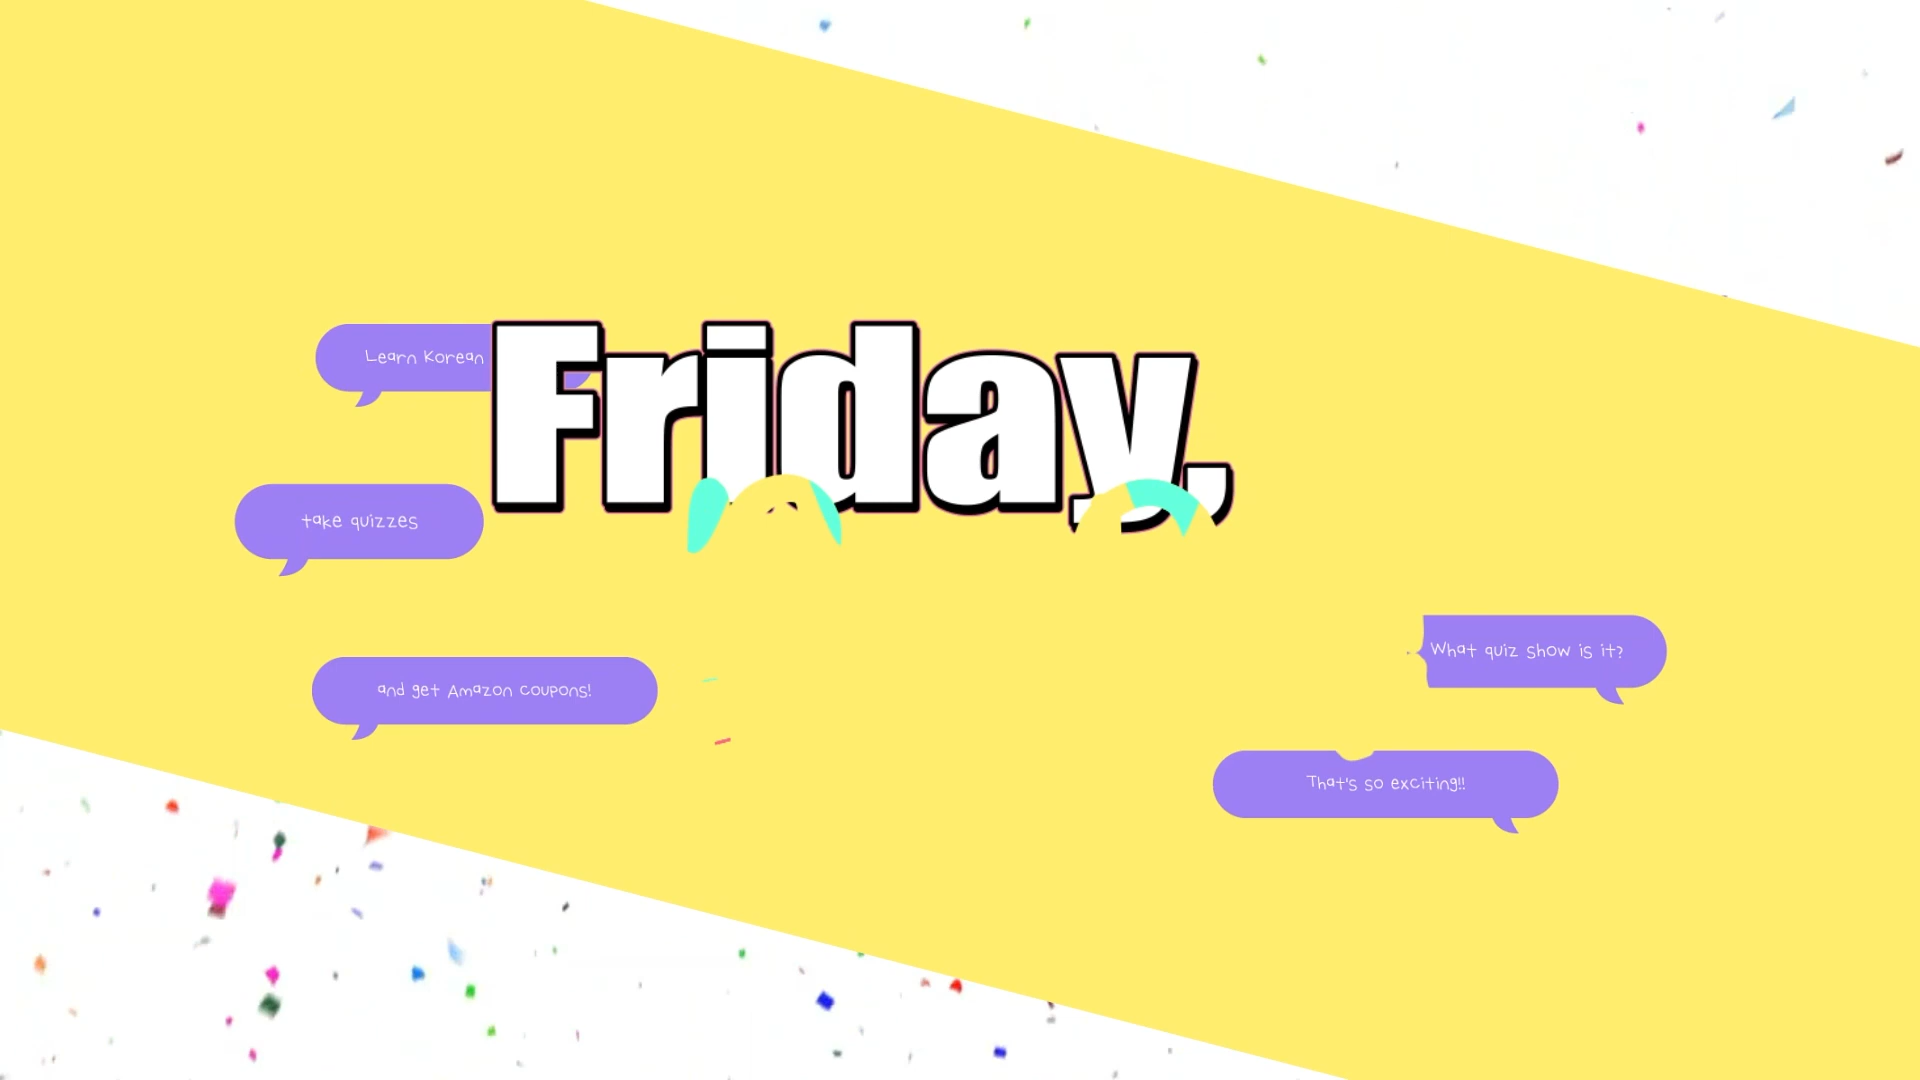 Learn Korean
Friday,
take quizzes
and get Amazon coupons!
What quiz show is it?
That's so exciting!!